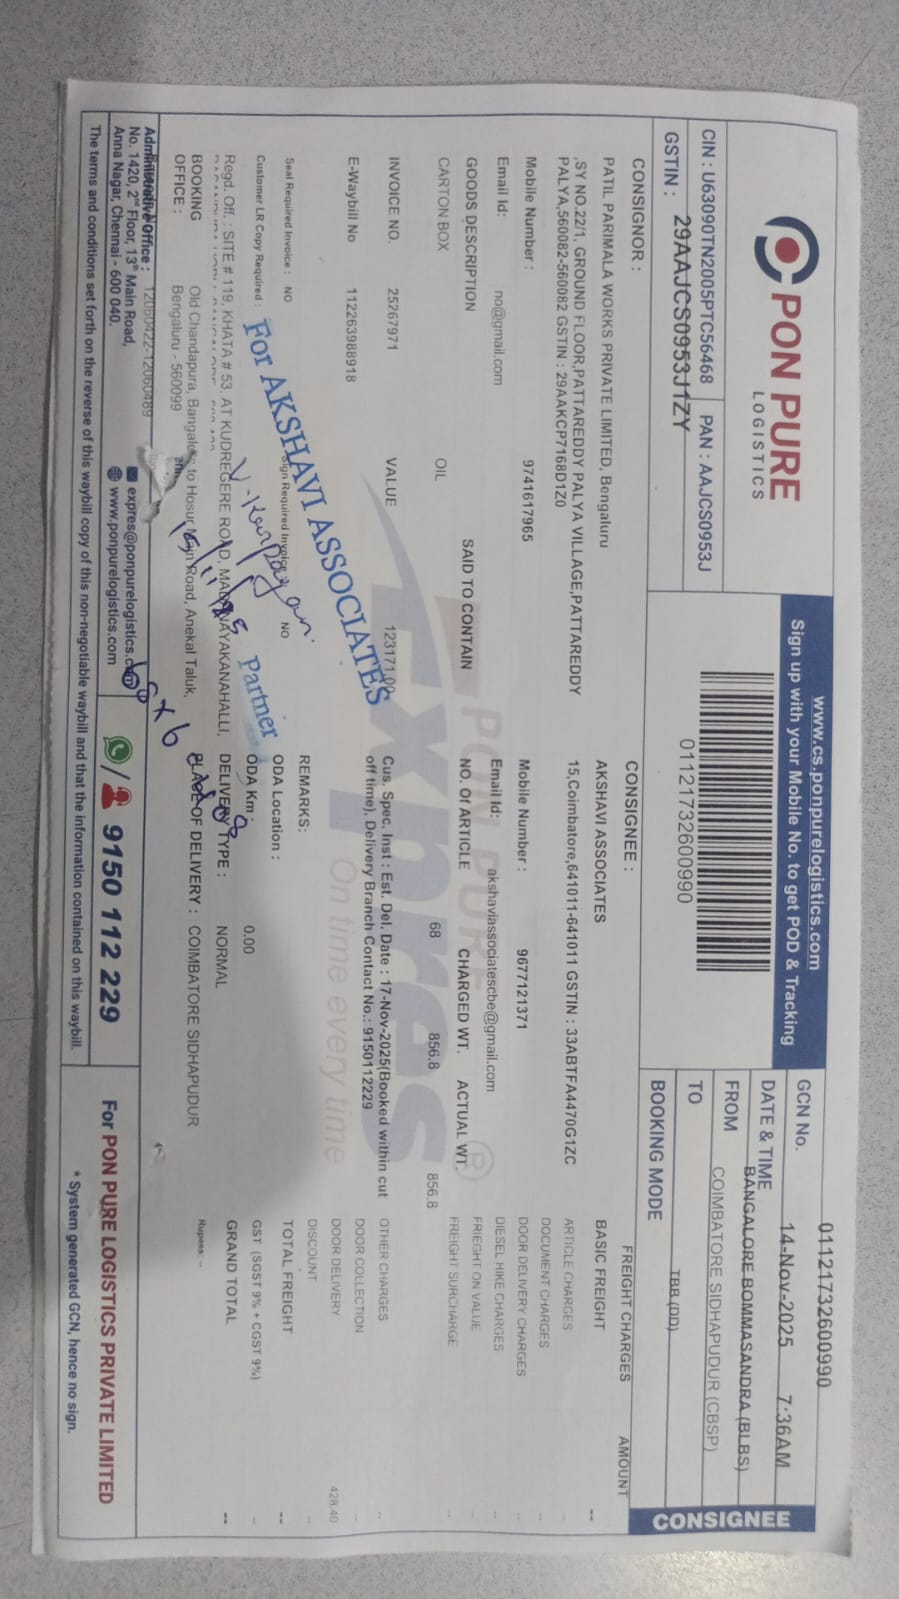 PON PURE
LOGISTICS
CIN : U63090TN2005PTC56468 PAN : AAJCS0953J
GSTIN : 29AAJCS0953J1ZY
www.cs.ponpurelogistics.com
Sign up with your Mobile No. to get POD & Tracking
01121732600990
GCN No. 01121732600990
DATE & TIME 14-Nov-2025 7:36AM
FROM BANGALORE BOMMASANDRA (BLBS)
TO COIMBATORE SIDHAPUDUR (CBSP)
BOOKING MODE TBB (DD)
CONSIGNEE
CONSIGNOR :
PATIL PARIMALA WORKS PRIVATE LIMITED, Bengaluru
,SY NO.22/1, GROUND FLOOR,PATTAREDDY PALYA VILLAGE,PATTAREDDY
PALYA,560082-560082 GSTIN : 29AAKCP7168D1Z0
Mobile Number : 9741617965
Email Id: no@gmail.com
CONSIGNEE :
AKSHAVI ASSOCIATES
15,Coimbatore,641011-641011 GSTIN : 33ABTFA4470G1ZC
Mobile Number : 9677121371
Email Id: akshaviassociatescbe@gmail.com
GOODS DESCRIPTION SAID TO CONTAIN NO. Of ARTICLE CHARGED WT. ACTUAL WT.
CARTON BOX OIL 68 856.8 856.8
INVOICE NO. 25267971 VALUE 123171.00
E-Waybill No 112263988918
Cus. Spec. Inst : Est. Del. Date : 17-Nov-2025(Booked within cut
off time), Delivery Branch Contact No.: 9150112229
PON PURE
Expres ®
On time every time
REMARKS:
Seal Required Invoice : NO Sign Required Invoice : NO
ODA Location :
Customer LR Copy Required :
ODA Km : 0.00
For AKSHAVI ASSOCIATES
Partner
Regd. Off. : SITE # 119, KHATA # 53, AT KUDREGERE ROAD, MADANAYAKANAHALLI,
DELIVERY TYPE : NORMAL
BOOKING OFFICE : Old Chandapura, Bangalore to Hosur Main Road, Anekal Taluk,
Bengaluru - 560099
PLACE OF DELIVERY : COIMBATORE SIDHAPUDUR
FREIGHT CHARGES AMOUNT
BASIC FREIGHT --
ARTICLE CHARGES --
DOCUMENT CHARGES --
DOOR DELIVERY CHARGES --
DIESEL HIKE CHARGES --
FRIEGHT ON VALUE --
FREIGHT SURCHARGE --
OTHER CHARGES --
DOOR COLLECTION --
DOOR DELIVERY 428.40
DISCOUNT
TOTAL FREIGHT --
GST (SGST 9% + CGST 9%) --
GRAND TOTAL --
Rupees: --
Administrative Office : 12060422-12060489
No. 1420, 2nd Floor, 13th Main Road,
Anna Nagar, Chennai - 600 040.
expres@ponpurelogistics.com
www.ponpurelogistics.com
9150 112 229
For PON PURE LOGISTICS PRIVATE LIMITED
* System generated GCN, hence no sign.
The terms and conditions set forth on the reverse of this waybill copy of this non-negotiable waybill and that the information contained on this waybill.